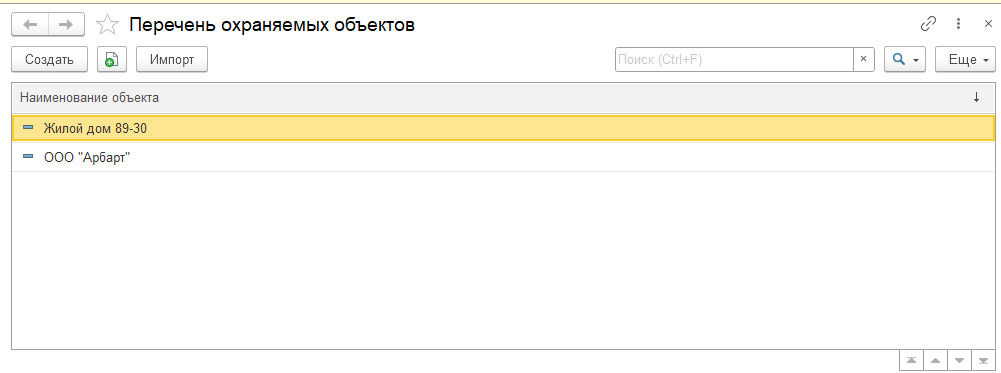 Перечень охраняемых объектов
Создать
Импорт
Поиск (Ctrl+F)
×
Еще
Наименование объекта
↓
Жилой дом 89-30
ООО "Арбарт"